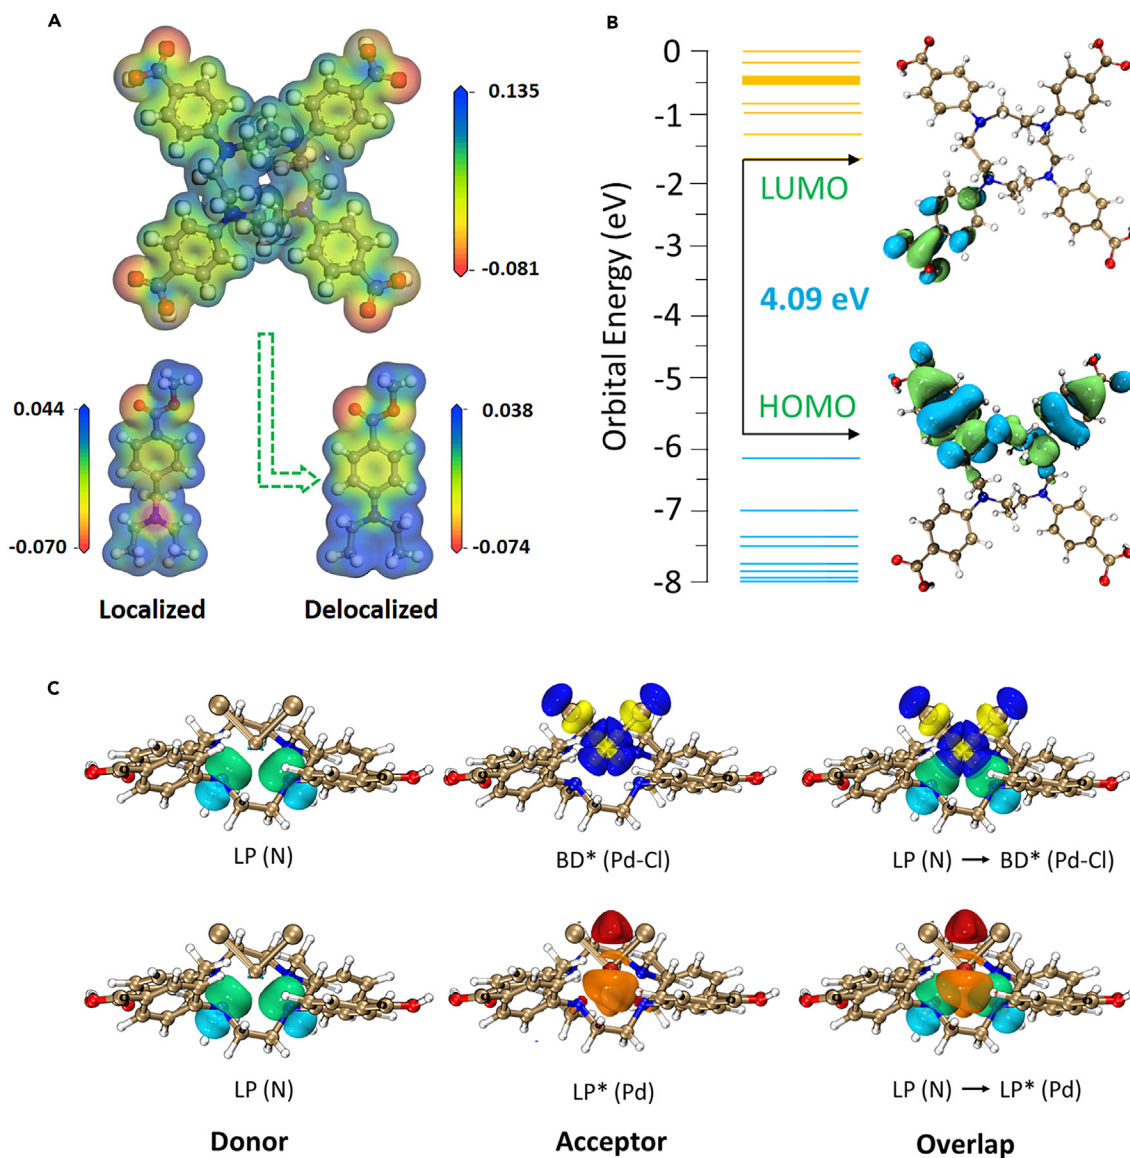 A
0.135
-0.081
0.044
-0.070
0.038
-0.074
Localized
Delocalized
B
Orbital Energy (eV)
0
-1
-2
-3
-4
-5
-6
-7
-8
LUMO
4.09 eV
HOMO
C
LP (N)
BD* (Pd-Cl)
LP (N) → BD* (Pd-Cl)
LP (N)
LP* (Pd)
LP (N) → LP* (Pd)
Donor
Acceptor
Overlap